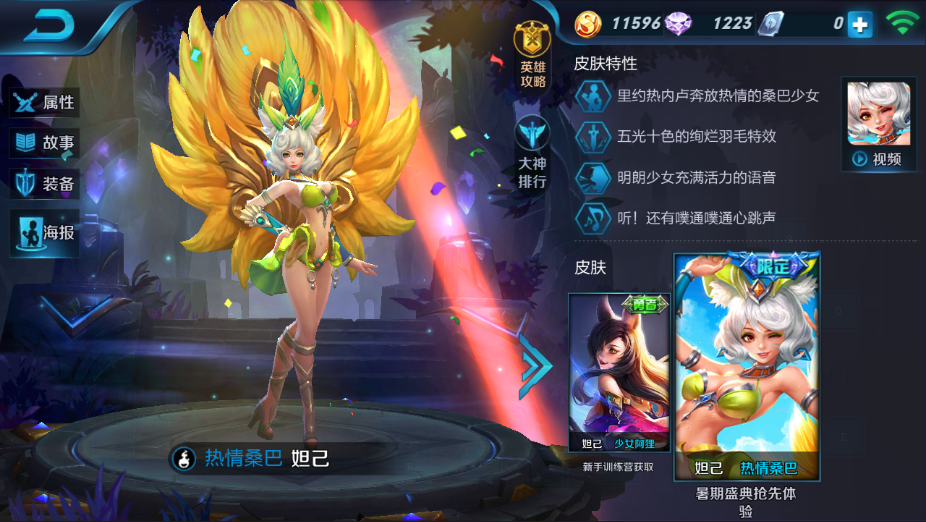 11596
1223
0
英雄
攻略
皮肤特性
属性
里约热内卢奔放热情的桑巴少女
故事
五光十色的绚烂羽毛特效
大神
排行
视频
装备
明朗少女充满活力的语音
海报
听！还有噗通噗通心跳声
皮肤
限定
勇者
妲己 少女阿狸
热情桑巴 妲己
新手训练营获取
妲己 热情桑巴
暑期盛典抢先体
验